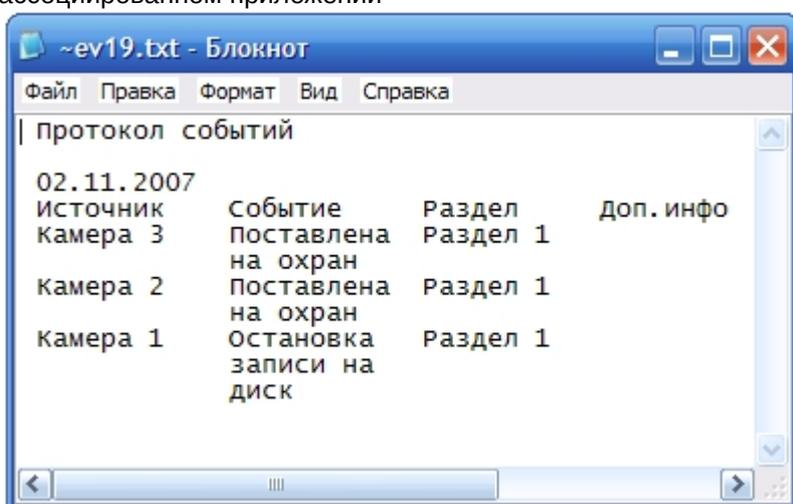 ассоциированном приложении
~ev19.txt - Блокнот
Файл Правка Формат Вид Справка
Протокол событий
02.11.2007
Источник Событие Раздел Доп.инфо
Камера 3 Поставлена Раздел 1
на охран
Камера 2 Поставлена Раздел 1
на охран
Камера 1 Остановка Раздел 1
записи на
диск